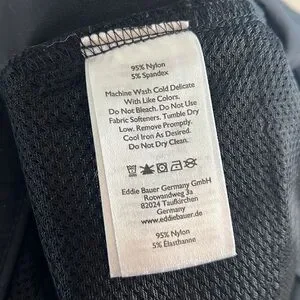 95% Nylon
5% Spandex
Machine Wash Cold Delicate
With Like Colors.
Do Not Bleach. Do Not Use
Fabric Softeners. Tumble Dry
Low. Remove Promptly.
Cool Iron As Desired.
Do Not Dry Clean.
Eddie Bauer Germany GmbH
Rotwandweg 3a
82024 Taufkirchen
Germany
www.eddiebauer.de
95% Nylon
5% Élasthanne